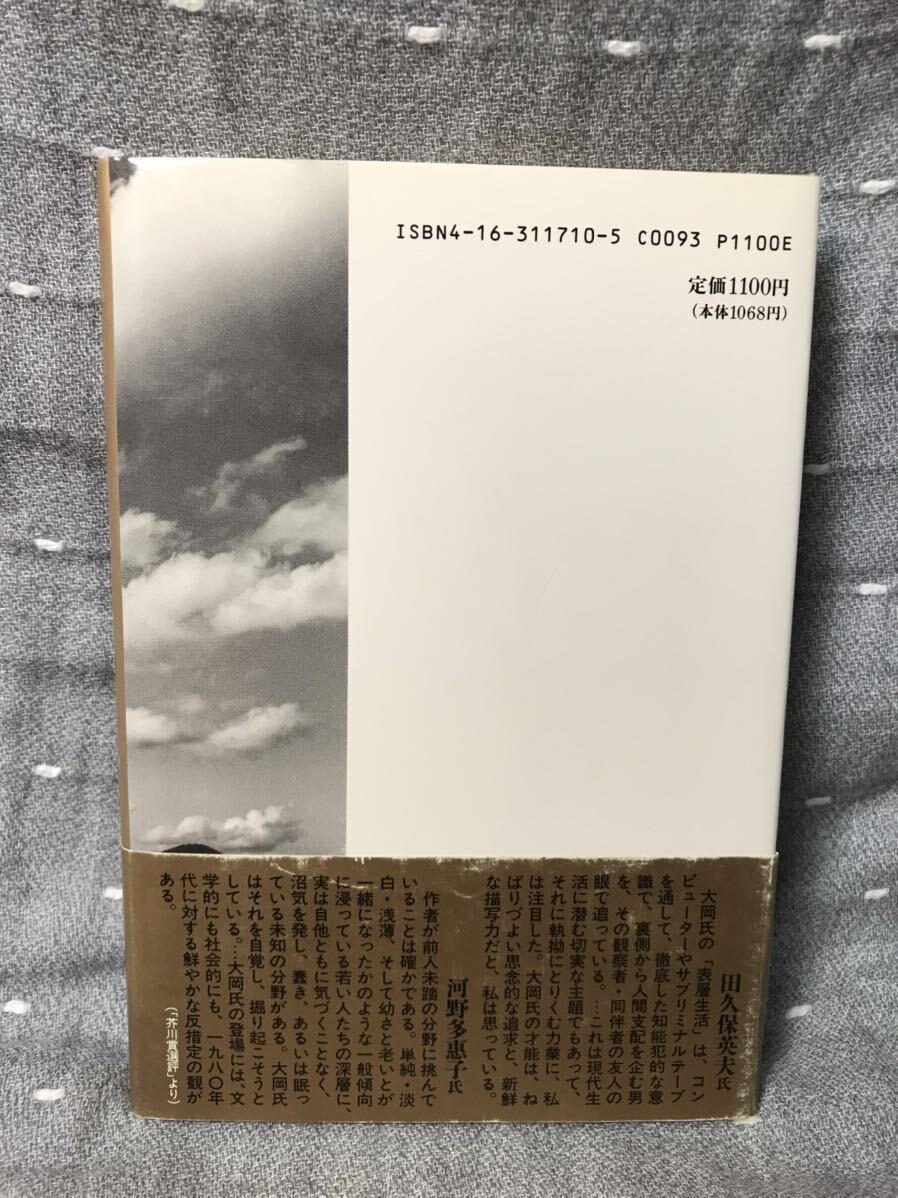 ISBN4-16-311710-5 C0093 P1100E
定価1100円
(本体1068円)
田久保英夫氏
大岡氏の「表層生活」は、コン
ピューターやサブリミナルテープ
を通して、徹底した知能犯的な意
識で、裏側から人間支配を企む男
を、その観察者・同伴者の友人の
眼で追っている。…これは現代生
活に潜む切実な主題でもあって、
それに執拗にとりくむ力業に、私
は注目した。大岡氏の才能は、ね
ばりづよい思念的な追求と、新鮮
な描写力だと、私は思っている。
河野多恵子氏
作者が前人未踏の分野に挑んで
いることは確かである。単純・淡
白・浅薄、そして幼さと老いとが
一緒になったかのような一般傾向
に浸っている若い人たちの深層に、
実は自他ともに気づくことなく、
沼気を発し、蠢き、あるいは眠っ
ている未知の分野がある。大岡氏
はそれを自覚し、掘り起こそうと
している。…大岡氏の登場には、文
学的にも社会的にも、一九八〇年
代に対する鮮やかな反措定の観が
ある。
(「芥川賞選評」より)